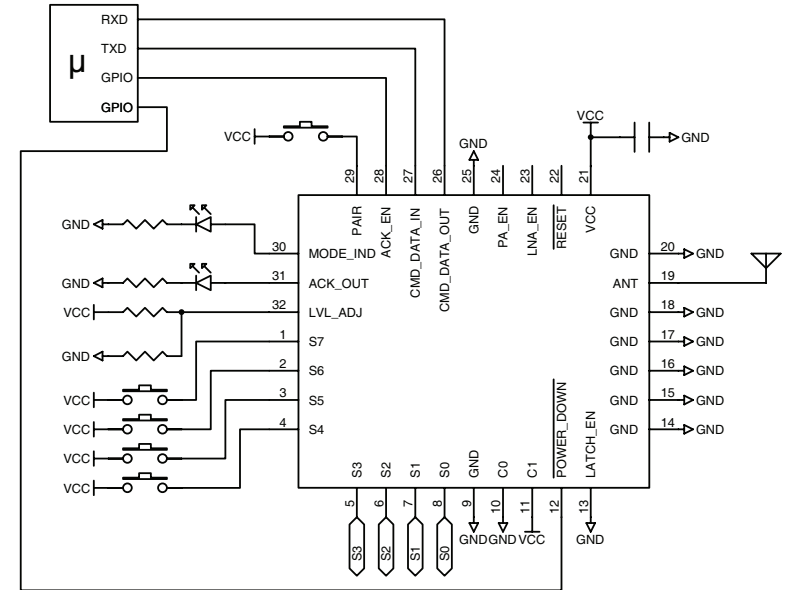 RXD
TXD
µ
GPIO
GPIO
VCC
GND
VCC
GND
29
28
27
26
25
24
23
22
21
PAIR
ACK_EN
CMD_DATA_IN
CMD_DATA_OUT
GND
PA_EN
LNA_EN
RESET
VCC
GND
30
MODE_IND
GND
20
GND
GND
31
ACK_OUT
ANT
19
VCC
32
LVL_ADJ
GND
18
GND
GND
1
S7
GND
17
GND
2
S6
GND
16
GND
VCC
3
S5
GND
15
GND
VCC
4
S4
GND
14
GND
VCC
VCC
S3
S2
S1
S0
GND
C0
C1
POWER_DOWN
LATCH_EN
5
6
7
8
9
10
11
12
13
S3
S2
S1
S0
GND
GND
VCC
GND